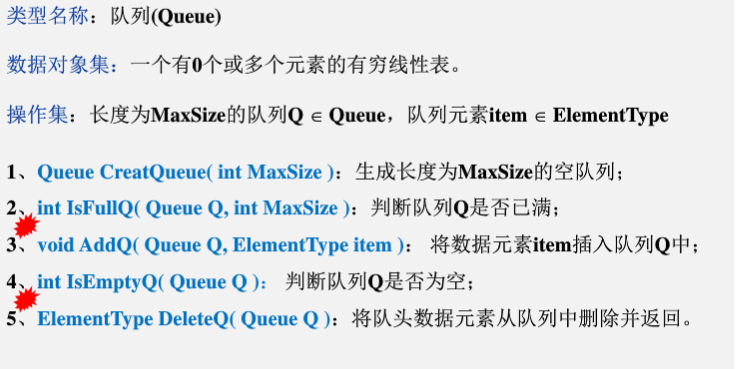 类型名称：队列(Queue)
数据对象集：一个有0个或多个元素的有穷线性表。
操作集：长度为MaxSize的队列Q ∈ Queue，队列元素item ∈ ElementType
1、Queue CreatQueue( int MaxSize )：生成长度为MaxSize的空队列；
2、int IsFullQ( Queue Q, int MaxSize )：判断队列Q是否已满；
3、void AddQ( Queue Q, ElementType item )： 将数据元素item插入队列Q中；
4、int IsEmptyQ( Queue Q )： 判断队列Q是否为空；
5、ElementType DeleteQ( Queue Q )：将队头数据元素从队列中删除并返回。